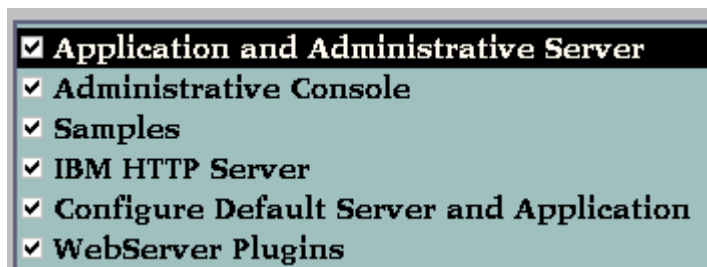 Application and Administrative Server
Administrative Console
Samples
IBM HTTP Server
Configure Default Server and Application
WebServer Plugins